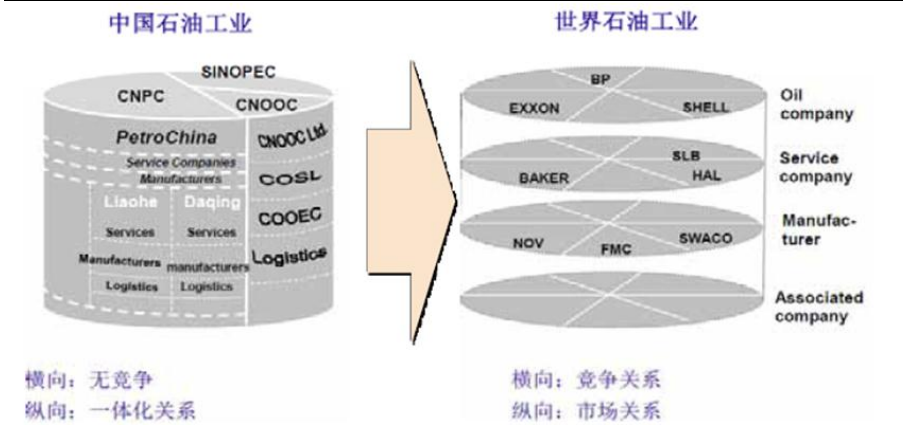 中国石油工业
SINOPEC
CNPC
CNOOC
PetroChina
Service Companies
Manufacturers
Liaohe
Daqing
Services
Services
Manufacturers
manufacturers
Logistics
Logistics
CNOOC Ltd.
COSL
COOEC
Logistics
横向：无竞争
纵向：一体化关系
世界石油工业
BP
EXXON
SHELL
Oil
company
SLB
BAKER
HAL
Service
company
NOV
FMC
SWACO
Manufac-
turer
Associated
company
横向：竞争关系
纵向：市场关系